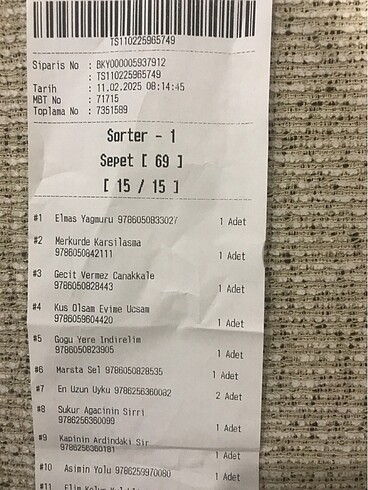 TS110225965749
Siparis No : BKY000005937912
: TS110225965749
Tarih : 11.02.2025 08:14:45
MBT No : 71715
Toplama No : 7351589
Sorter - 1
Sepet [ 69 ]
[ 15 / 15 ]
#1 Elmas Yagmuru 9786050833027 1 Adet
#2 Merkurde Karsilasma
9786050842111 1 Adet
#3 Gecit Vermez Canakkale
9786050828443 1 Adet
#4 Kus Olsam Evime Ucsam
9786059604420 1 Adet
#5 Gogu Yere Indirelim
9786050823905 1 Adet
#6 Marsta Sel 9786050828535 1 Adet
#7 En Uzun Uyku 9786256360082 2 Adet
#8 Sukur Agacinin Sirri
9786256360099 1 Adet
#9 Kapinin Ardindaki Sir
9786256360181 1 Adet
#10 Asimin Yolu 9786259970080 1 Adet
#11 Elim